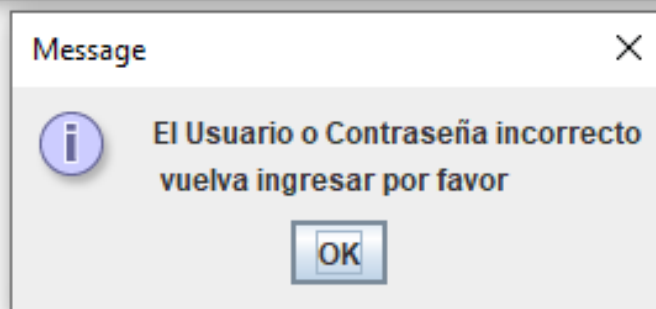 Message
El Usuario o Contraseña incorrecto
vuelva ingresar por favor
OK